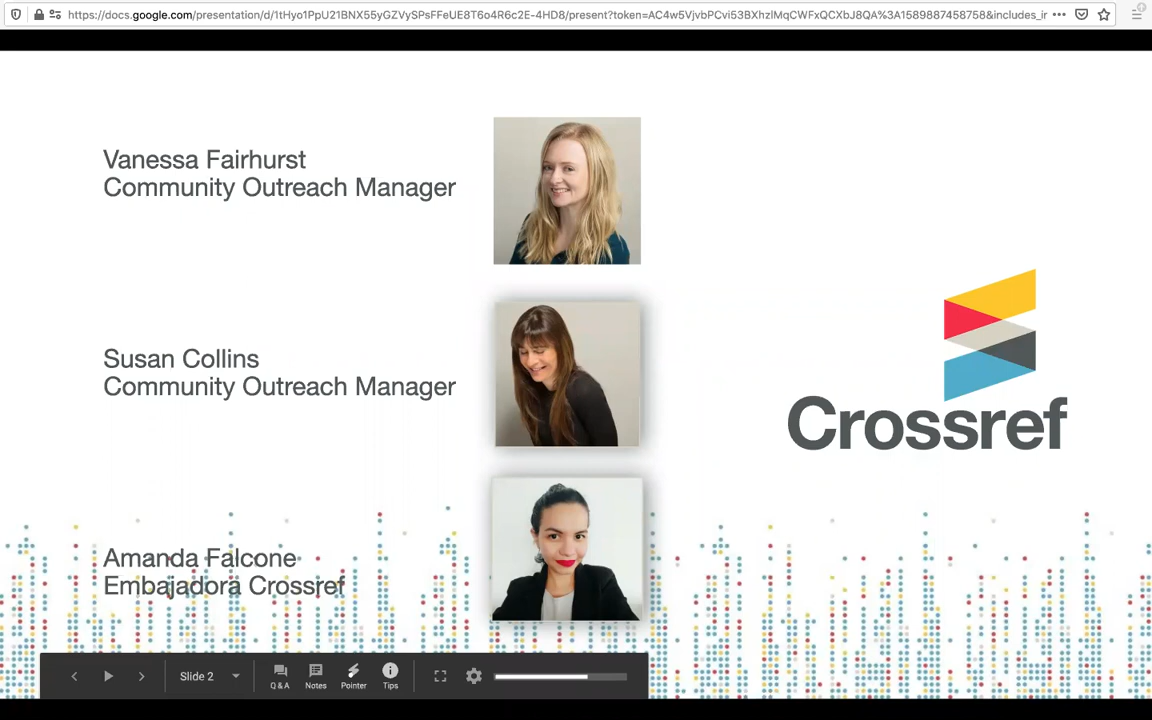 https://docs.google.com/presentation/d/1tHyo1PpU21BNX55yGZVySPsFFeUE8T6o4R6c2E-4HD8/present?token=AC4w5VjvbPCvi53BXhzlMqCWFxQCXbJ8QA%3A1589887458758&includes_ir
Vanessa Fairhurst
Community Outreach Manager
Susan Collins
Community Outreach Manager
Crossref
Amanda Falcone
Embajadora Crossref
Slide 2
Q & A
Notes
Pointer
Tips